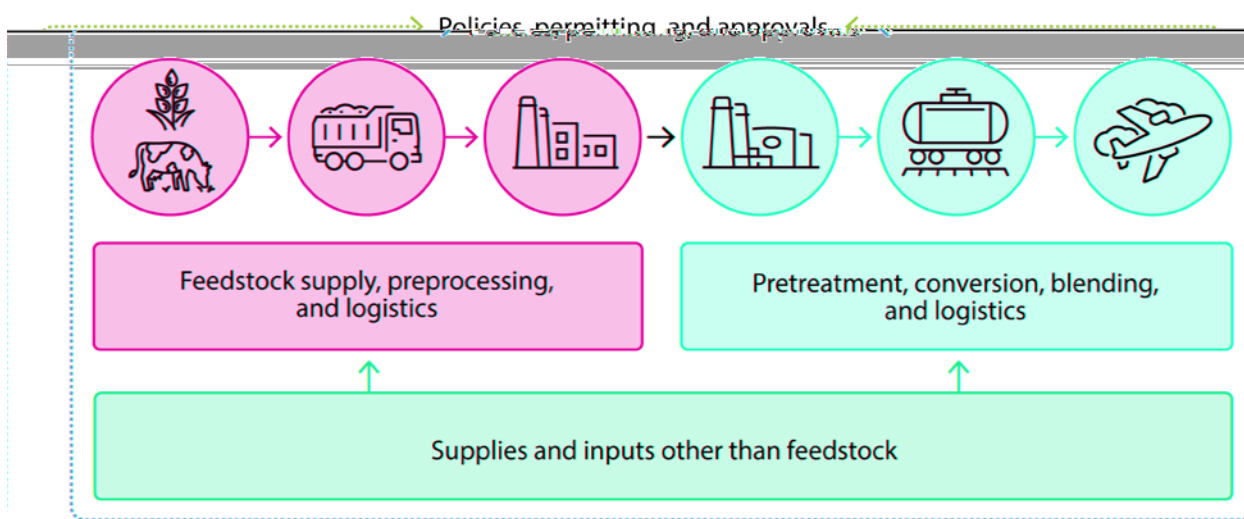 Policies, permitting, and approvals
Feedstock supply, preprocessing,
and logistics
Pretreatment, conversion, blending,
and logistics
Supplies and inputs other than feedstock